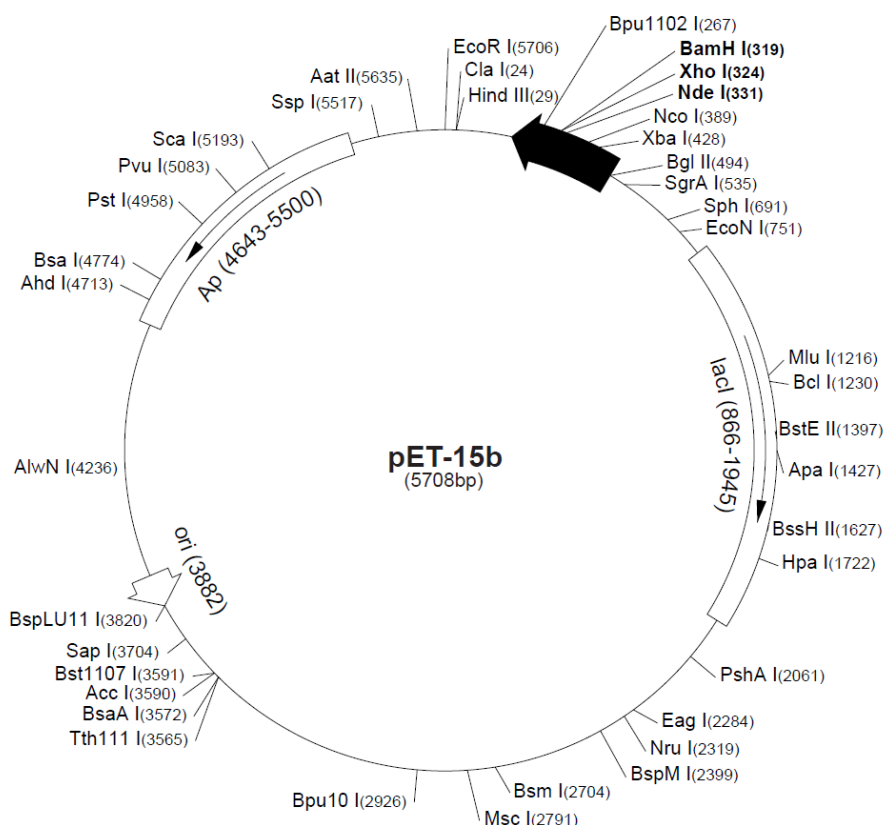 EcoR I(5706)
Cla I(24)
Hind III(29)
Bpu1102 I(267)
BamH I(319)
Xho I(324)
Nde I(331)
Nco I(389)
Xba I(428)
Bgl II(494)
SgrA I(535)
Sph I(691)
EcoN I(751)
Aat II(5635)
Ssp I(5517)
Sca I(5193)
Pvu I(5083)
Pst I(4958)
Bsa I(4774)
Ahd I(4713)
Ap (4643-5500)
lacI (866-1945)
Mlu I(1216)
Bcl I(1230)
BstE II(1397)
Apa I(1427)
BssH II(1627)
Hpa I(1722)
pET-15b
(5708bp)
AlwN I(4236)
ori (3882)
BspLU11 I(3820)
Sap I(3704)
Bst1107 I(3591)
Acc I(3590)
BsaA I(3572)
Tth111 I(3565)
PshA I(2061)
Eag I(2284)
Nru I(2319)
BspM I(2399)
Bsm I(2704)
Msc I(2791)
Bpu10 I(2926)